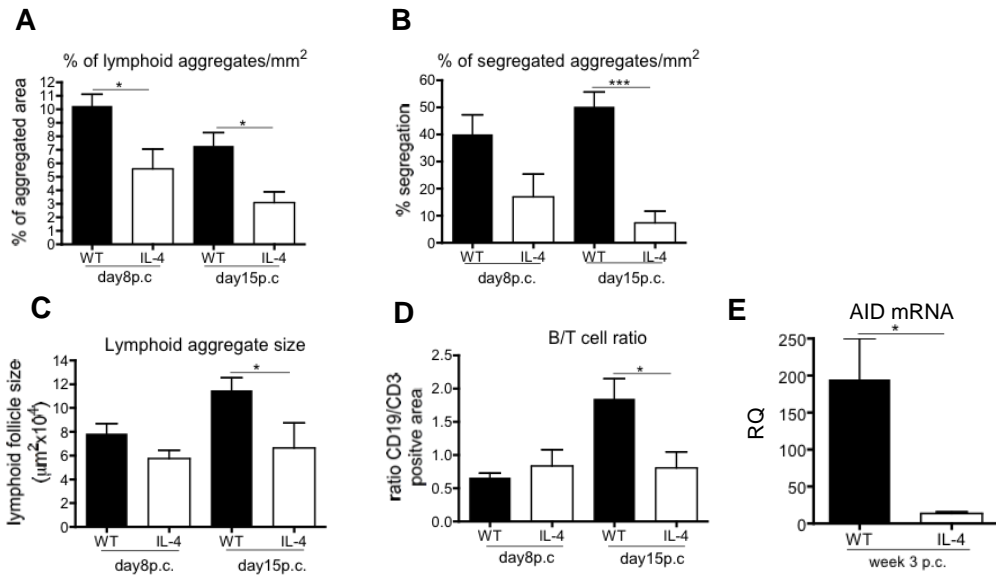 A
% of lymphoid aggregates/mm²
% of aggregated area
12
11
10
9
8
7
6
5
4
3
2
1
0
*
*
WT IL-4 WT IL-4
day8p.c day15p.c
B
% of segregated aggregates/mm²
% segregation
60
50
40
30
20
10
0
***
WT IL-4 WT IL-4
day8p.c. day15p.c.
C
Lymphoid aggregate size
lymphoid follicle size
(µm²x10⁴)
14
12
10
8
6
4
2
0
*
WT IL-4 WT IL-4
day8p.c. day15p.c.
D
B/T cell ratio
ratio CD19/CD3
positve area
2.5
2.0
1.5
1.0
0.5
0.0
*
WT IL-4 WT IL-4
day8p.c day15p.c
E
AID mRNA
RQ
250
200
150
100
50
0
*
WT IL-4
week 3 p.c.